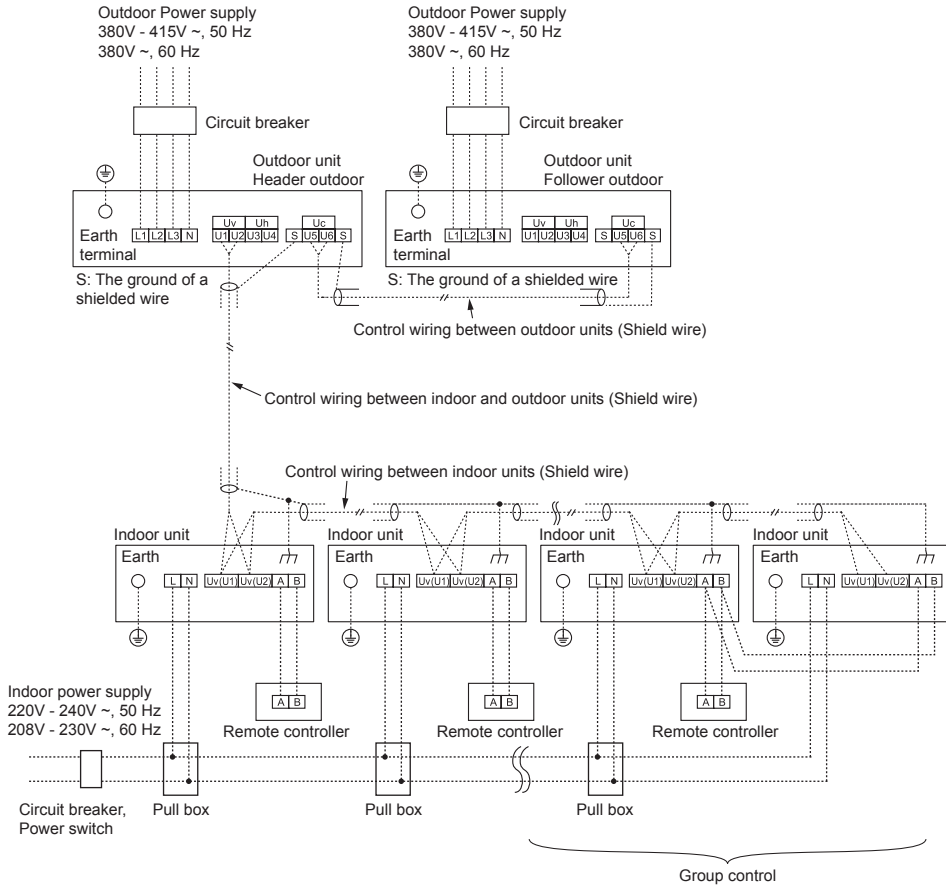 Outdoor Power supply
380V - 415V ~, 50 Hz
380V ~, 60 Hz
Outdoor Power supply
380V - 415V ~, 50 Hz
380V ~, 60 Hz
Circuit breaker
Circuit breaker
Outdoor unit
Header outdoor
Outdoor unit
Follower outdoor
Earth
terminal
L1 L2 L3 N
Uv Uh
U1 U2 U3 U4
Uc
S U5 U6 S
Earth
terminal
L1 L2 L3 N
Uv Uh
U1 U2 U3 U4
Uc
S U5 U6 S
S: The ground of a
shielded wire
S: The ground of a shielded wire
Control wiring between outdoor units (Shield wire)
Control wiring between indoor and outdoor units (Shield wire)
Control wiring between indoor units (Shield wire)
Indoor unit
Earth
L N Uv(U1) Uv(U2) A B
Indoor unit
Earth
L N Uv(U1) Uv(U2) A B
Indoor unit
Earth
L N Uv(U1) Uv(U2) A B
Indoor unit
Earth
L N Uv(U1) Uv(U2) A B
Indoor power supply
220V - 240V ~, 50 Hz
208V - 230V ~, 60 Hz
A B
Remote controller
A B
Remote controller
A B
Remote controller
Circuit breaker,
Power switch
Pull box
Pull box
Pull box
Group control